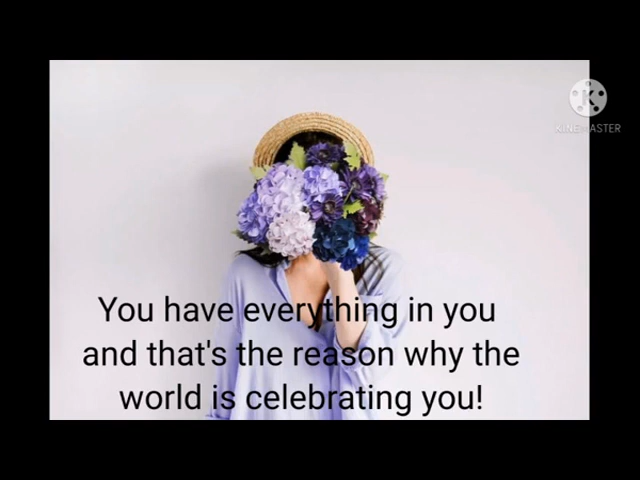 KINEMASTER
You have everything in you
and that's the reason why the
world is celebrating you!